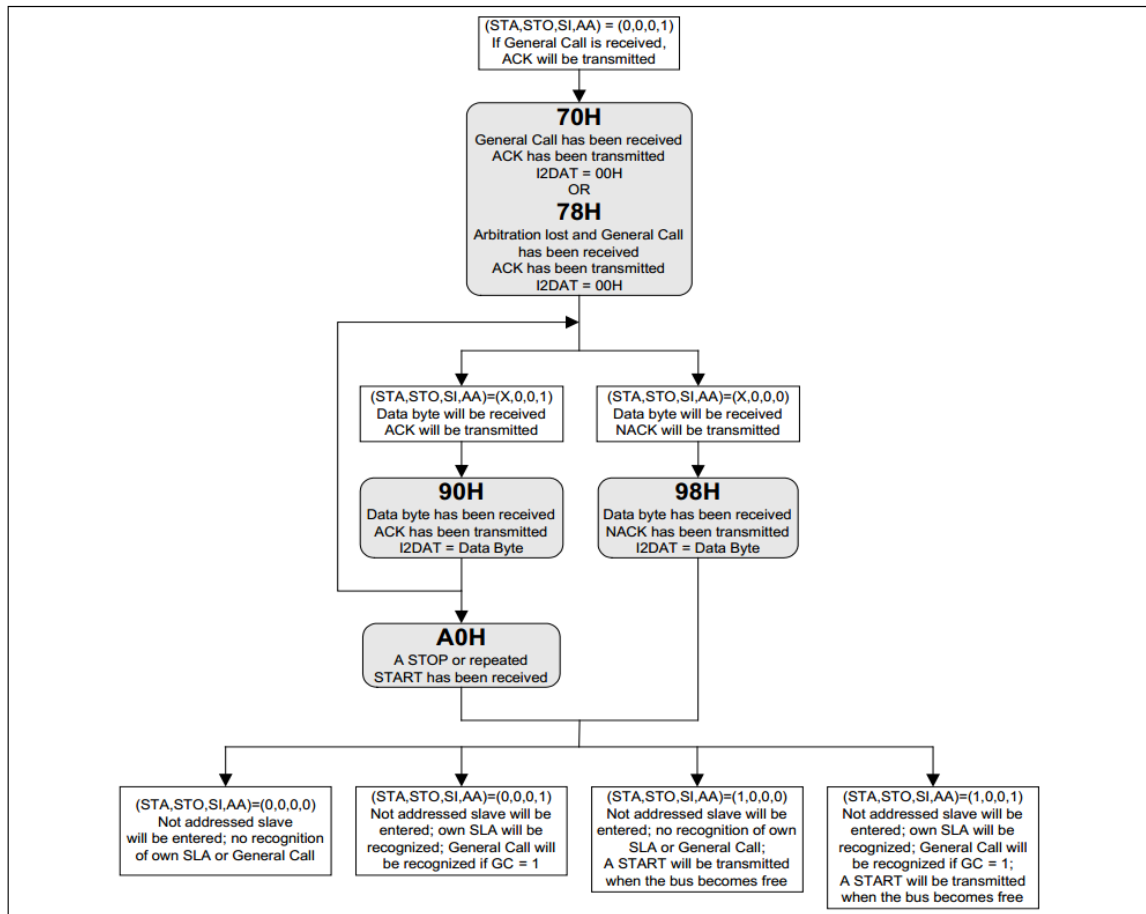 (STA,STO,SI,AA) = (0,0,0,1)
If General Call is received,
ACK will be transmitted
70H
General Call has been received
ACK has been transmitted
I2DAT = 00H
OR
78H
Arbitration lost and General Call
has been received
ACK has been transmitted
I2DAT = 00H
(STA,STO,SI,AA)=(X,0,0,1)
Data byte will be received
ACK will be transmitted
(STA,STO,SI,AA)=(X,0,0,0)
Data byte will be received
NACK will be transmitted
90H
Data byte has been received
ACK has been transmitted
I2DAT = Data Byte
98H
Data byte has been received
NACK has been transmitted
I2DAT = Data Byte
A0H
A STOP or repeated
START has been received
(STA,STO,SI,AA)=(0,0,0,0)
Not addressed slave
will be entered; no recognition
of own SLA or General Call
(STA,STO,SI,AA)=(0,0,0,1)
Not addressed slave will be
entered; own SLA will be
recognized; General Call will
be recognized if GC = 1
(STA,STO,SI,AA)=(1,0,0,0)
Not addressed slave will be
entered; no recognition of own
SLA or General Call;
A START will be transmitted
when the bus becomes free
(STA,STO,SI,AA)=(1,0,0,1)
Not addressed slave will be
entered; own SLA will be
recognized; General Call will
be recognized if GC = 1;
A START will be transmitted
when the bus becomes free